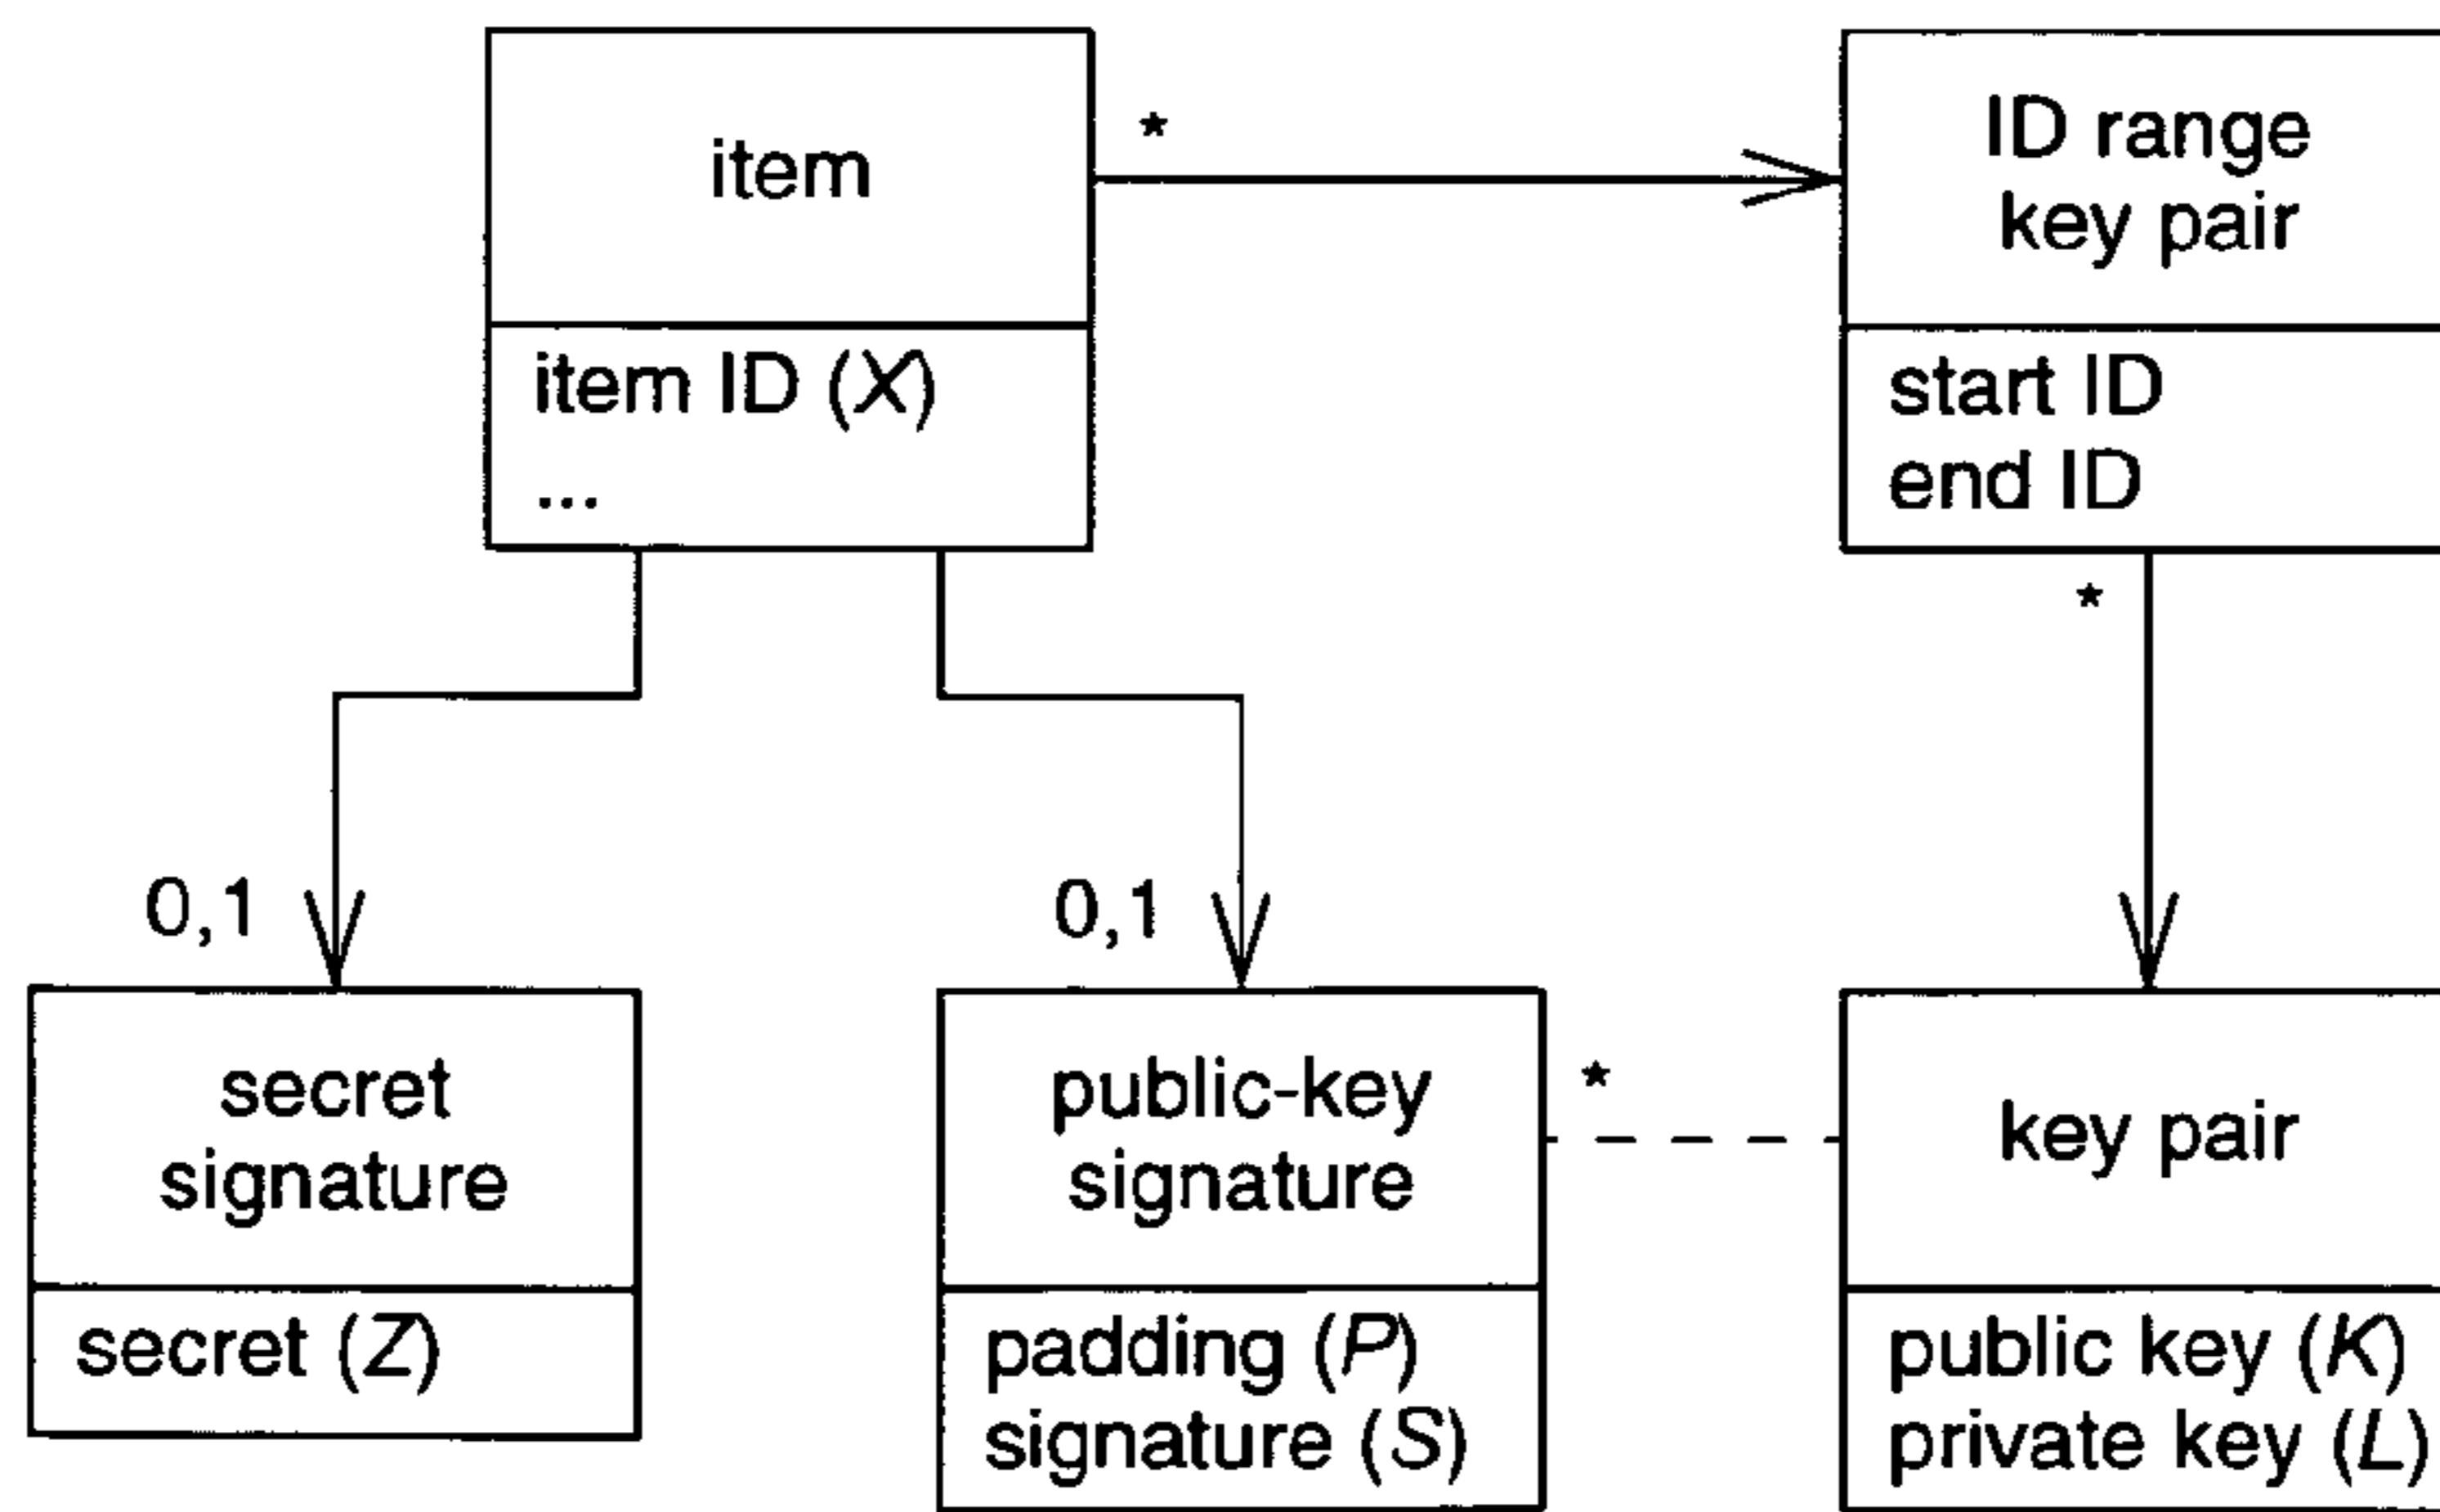 item
item ID (X)
...
*
ID range
key pair
start ID
end ID
*
0,1
0,1
secret
signature
secret (Z)
public-key
signature
padding (P)
signature (S)
*
key pair
public key (K)
private key (L)